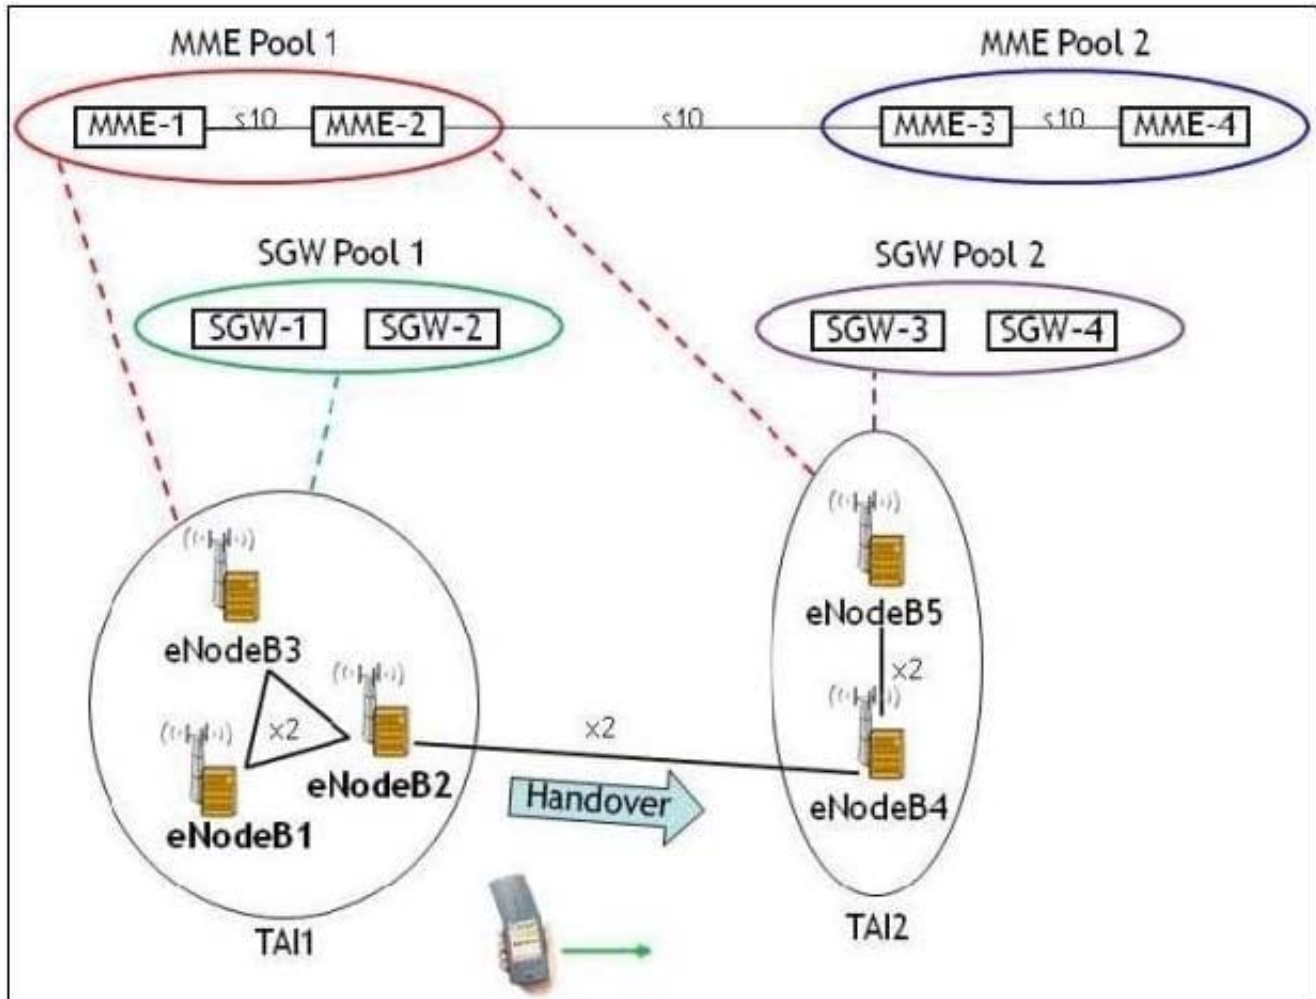 MME Pool 1
MME Pool 2
MME-1
s10
MME-2
s10
MME-3
s10
MME-4
SGW Pool 1
SGW Pool 2
SGW-1
SGW-2
SGW-3
SGW-4
eNodeB3
eNodeB5
x2
x2
x2
eNodeB2
Handover
eNodeB4
eNodeB1
TAI1
TAI2